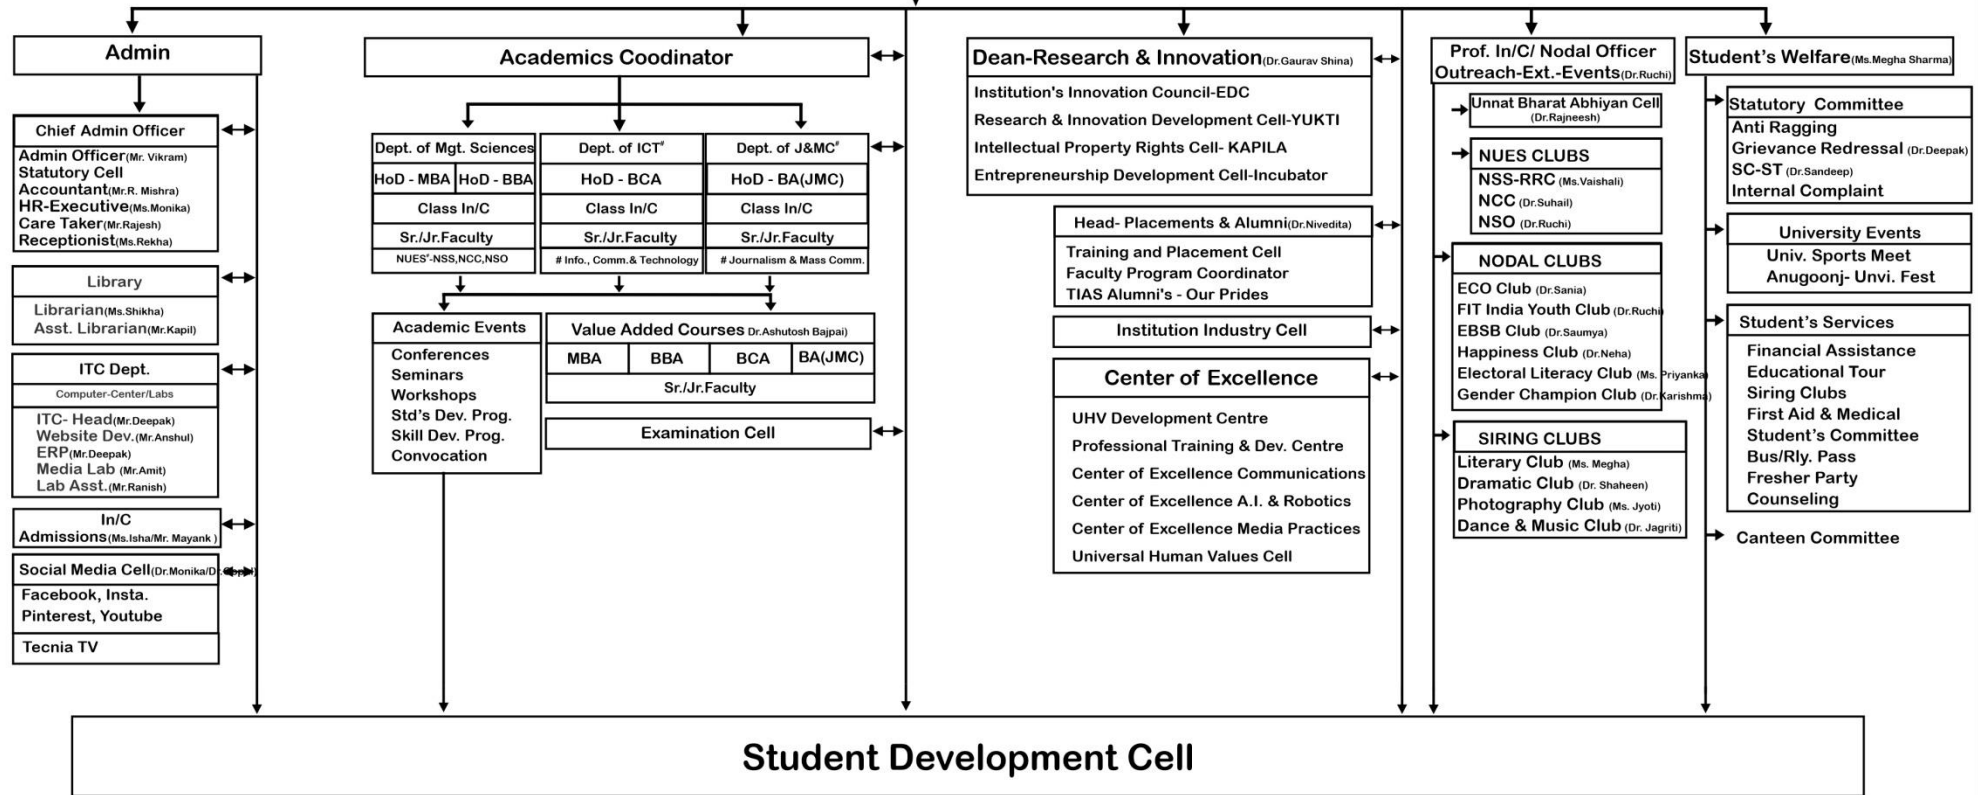 Admin
Chief Admin Officer
Admin Officer(Mr. Vikram)
Statutory Cell
Accountant(Mr.R. Mishra)
HR-Executive(Ms.Monika)
Care Taker(Mr.Rajesh)
Receptionist(Ms.Rekha)
Library
Librarian(Ms.Shikha)
Asst. Librarian(Mr.Kapil)
ITC Dept.
Computer-Center/Labs
ITC- Head(Mr.Deepak)
Website Dev.(Mr.Anshul)
ERP(Mr.Deepak)
Media Lab (Mr.Amit)
Lab Asst.(Mr.Ranish)
In/C
Admissions(Ms.Isha/Mr. Mayank )
Social Media Cell(Dr.Monika/
Facebook, Insta.
Pinterest, Youtube
Tecnia TV
Academics Coodinator
Dept. of Mgt. Sciences
HoD - MBA
HoD - BBA
Class In/C
Sr./Jr.Faculty
NUES#-NSS,NCC,NSO
Dept. of ICT#
HoD - BCA
Class In/C
Sr./Jr.Faculty
# Info., Comm.& Technology
Dept. of J&MC#
HoD - BA(JMC)
Class In/C
Sr./Jr.Faculty
# Journalism & Mass Comm.
Academic Events
Conferences
Seminars
Workshops
Std's Dev. Prog.
Skill Dev. Prog.
Convocation
Value Added Courses Dr.Ashutosh Bajpai)
MBA
BBA
BCA
BA(JMC)
Sr./Jr.Faculty
Examination Cell
Dean-Research & Innovation(Dr.Gaurav Shina)
Institution's Innovation Council-EDC
Research & Innovation Development Cell-YUKTI
Intellectual Property Rights Cell- KAPILA
Entrepreneurship Development Cell-Incubator
Head- Placements & Alumni(Dr.Nivedita)
Training and Placement Cell
Faculty Program Coordinator
TIAS Alumni's - Our Prides
Institution Industry Cell
Center of Excellence
UHV Development Centre
Professional Training & Dev. Centre
Center of Excellence Communications
Center of Excellence A.I. & Robotics
Center of Excellence Media Practices
Universal Human Values Cell
Prof. In/C/ Nodal Officer
Outreach-Ext.-Events(Dr.Ruchi)
Unnat Bharat Abhiyan Cell
(Dr.Rajneesh)
NUES CLUBS
NSS-RRC (Ms.Vaishali)
NCC (Dr.Suhail)
NSO (Dr.Ruchi)
NODAL CLUBS
ECO Club (Dr.Sania)
FIT India Youth Club (Dr.Ruchi)
EBSB Club (Dr.Saumya)
Happiness Club (Dr.Neha)
Electoral Literacy Club (Ms. Priyanka)
Gender Champion Club (Dr.Karishma)
SIRING CLUBS
Literary Club (Ms. Megha)
Dramatic Club (Dr. Shaheen)
Photography Club (Ms. Jyoti)
Dance & Music Club (Dr. Jagriti)
Student's Welfare(Ms.Megha Sharma)
Statutory Committee
Anti Ragging
Grievance Redressal (Dr.Deepak)
SC-ST (Dr.Sandeep)
Internal Complaint
University Events
Univ. Sports Meet
Anugoonj- Unvi. Fest
Student's Services
Financial Assistance
Educational Tour
Siring Clubs
First Aid & Medical
Student's Committee
Bus/Rly. Pass
Fresher Party
Counseling
Canteen Committee
Student Development Cell